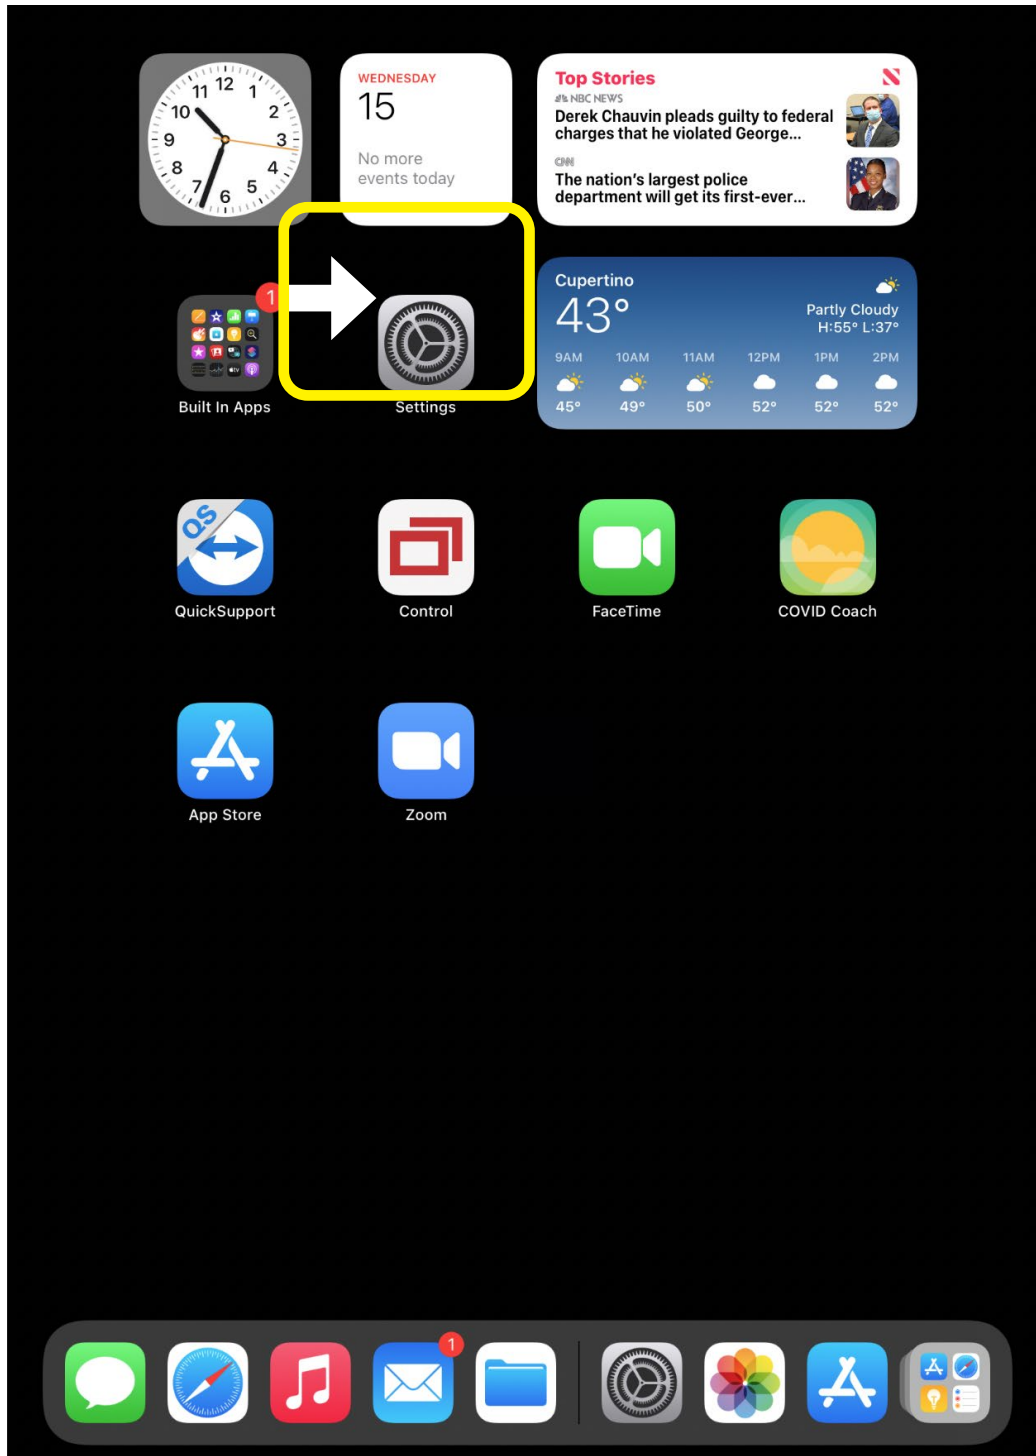 11 12 1
10 2
9 3
8 4
7 6 5
WEDNESDAY
15
No more
events today
Top Stories
NBC NEWS
Derek Chauvin pleads guilty to federal
charges that he violated George...
CNN
The nation's largest police
department will get its first-ever...
1
Built In Apps
Settings
Cupertino
43°
Partly Cloudy
H:55° L:37°
9AM 10AM 11AM 12PM 1PM 2PM
45° 49° 50° 52° 52° 52°
QS
QuickSupport
Control
FaceTime
COVID Coach
App Store
Zoom
1